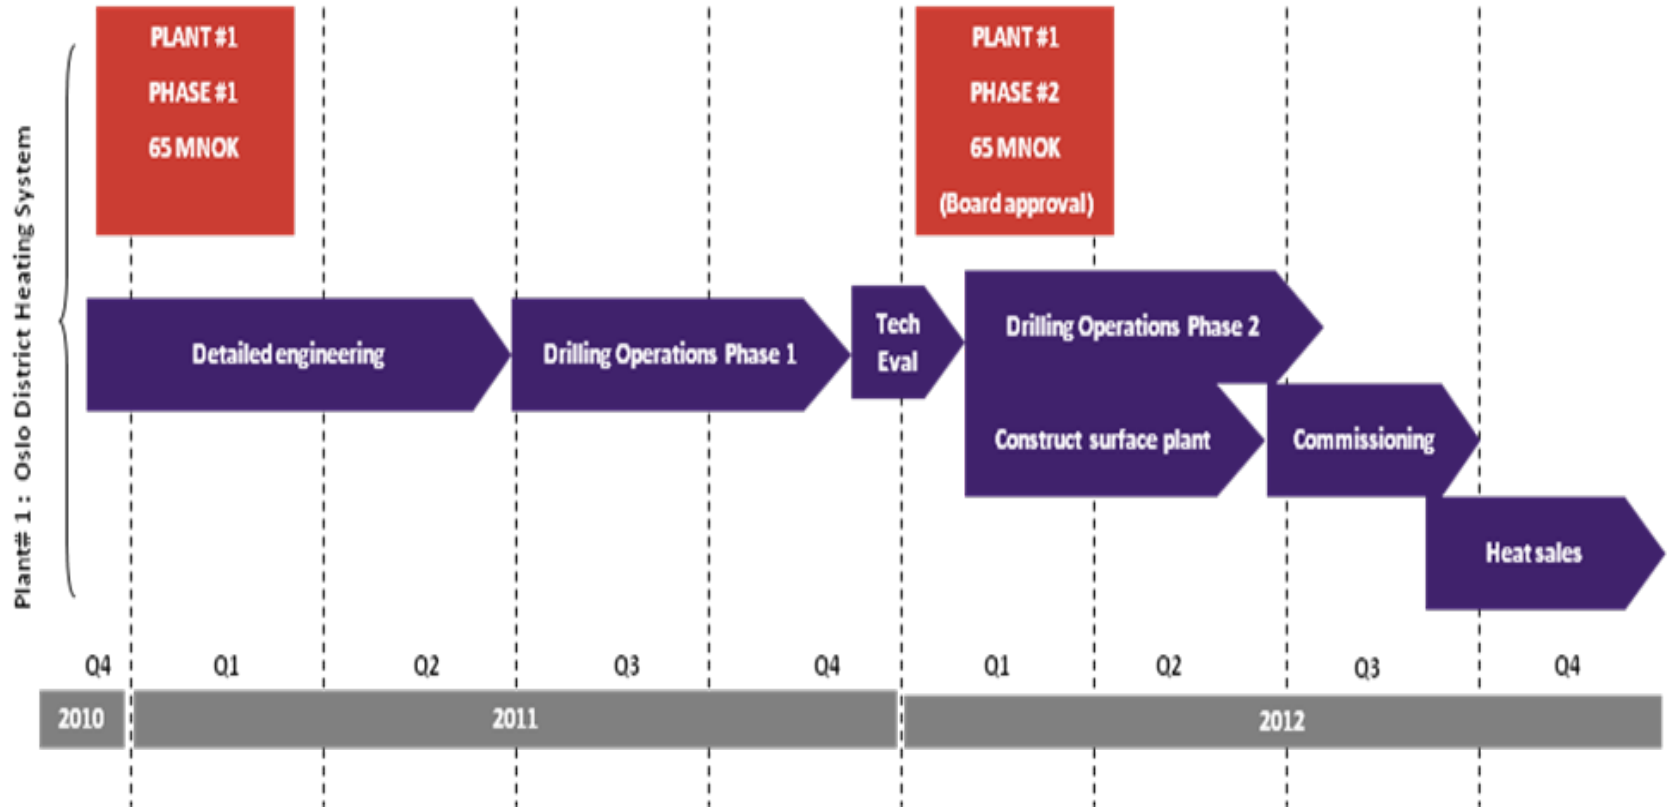 PLANT #1
PHASE #1
65 MNOK
PLANT #1
PHASE #2
65 MNOK
(Board approval)
Plant# 1 : Oslo District Heating System
Detailed engineering
Drilling Operations Phase 1
Tech
Eval
Drilling Operations Phase 2
Construct surface plant
Commissioning
Heat sales
Q4
Q1
Q2
Q3
Q4
Q1
Q2
Q3
Q4
2010
2011
2012